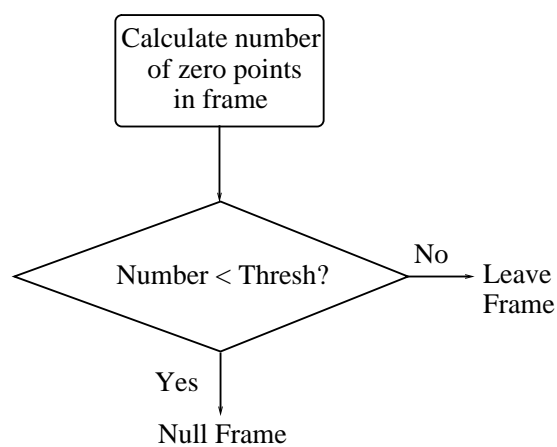 Calculate number
of zero points
in frame
Number < Thresh?
No
Leave
Frame
Yes
Null Frame